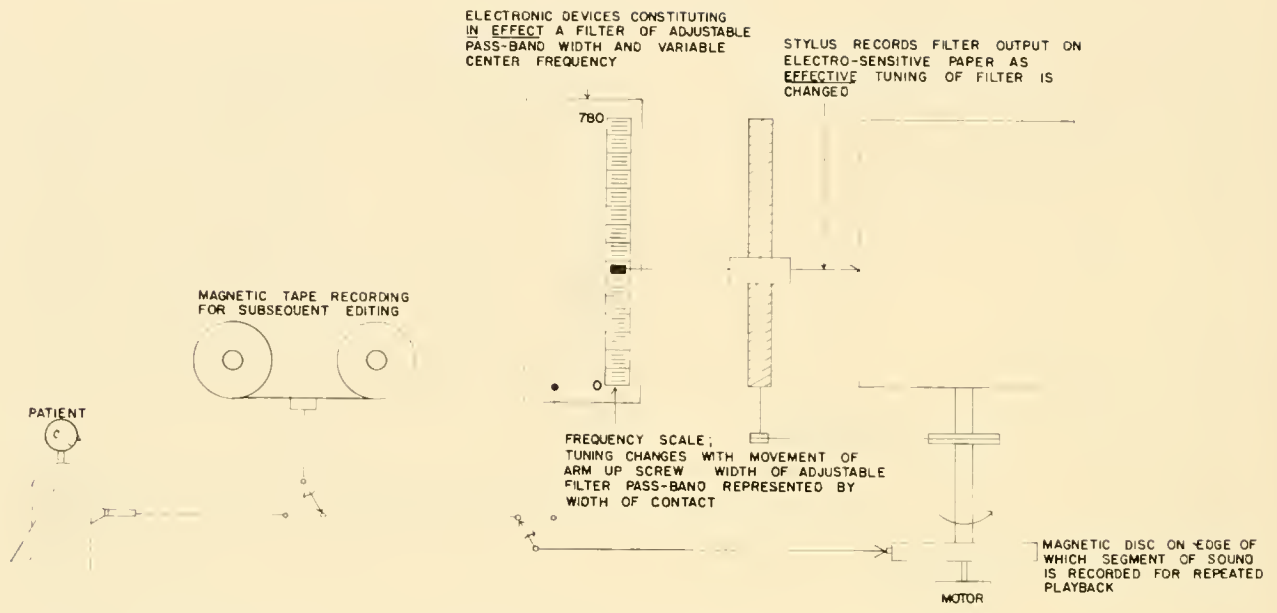 ELECTRONIC DEVICES CONSTITUTING
IN EFFECT A FILTER OF ADJUSTABLE
PASS-BAND WIDTH AND VARIABLE
CENTER FREQUENCY
STYLUS RECORDS FILTER OUTPUT ON
ELECTRO-SENSITIVE PAPER AS
EFFECTIVE TUNING OF FILTER IS
CHANGED
780
MAGNETIC TAPE RECORDING
FOR SUBSEQUENT EDITING
0
PATIENT
FREQUENCY SCALE;
TUNING CHANGES WITH MOVEMENT OF
ARM UP SCREW WIDTH OF ADJUSTABLE
FILTER PASS-BAND REPRESENTED BY
WIDTH OF CONTACT
MAGNETIC DISC ON EDGE OF
WHICH SEGMENT OF SOUND
IS RECORDED FOR REPEATED
PLAYBACK
MOTOR